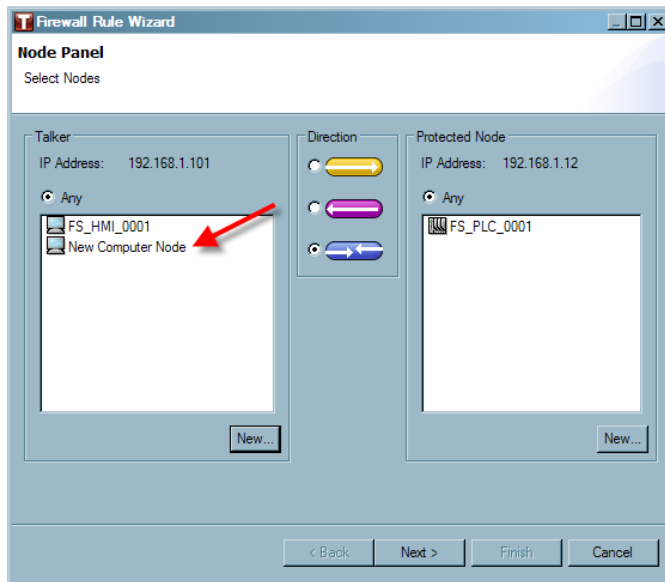 T Firewall Rule Wizard
Node Panel
Select Nodes
Talker
IP Address: 192.168.1.101
Any
FS_HMI_0001
New Computer Node
New...
Direction
Protected Node
IP Address: 192.168.1.12
Any
FS_PLC_0001
New...
< Back
Next >
Finish
Cancel